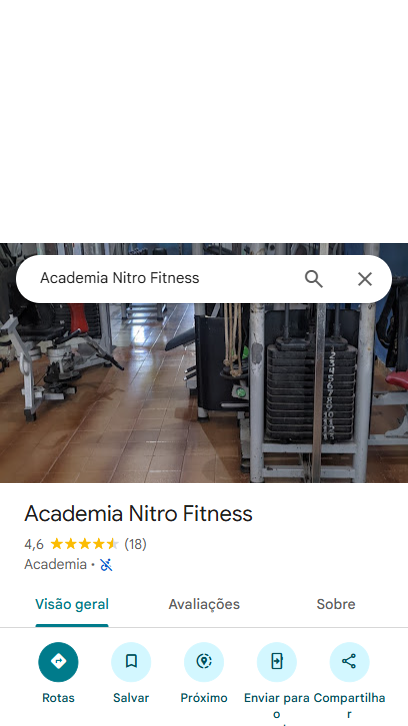 Academia Nitro Fitness
Academia Nitro Fitness
4,6 (18)
Academia ·
Visão geral Avaliações Sobre
Rotas Salvar Próximo Enviar para o Compartilhar